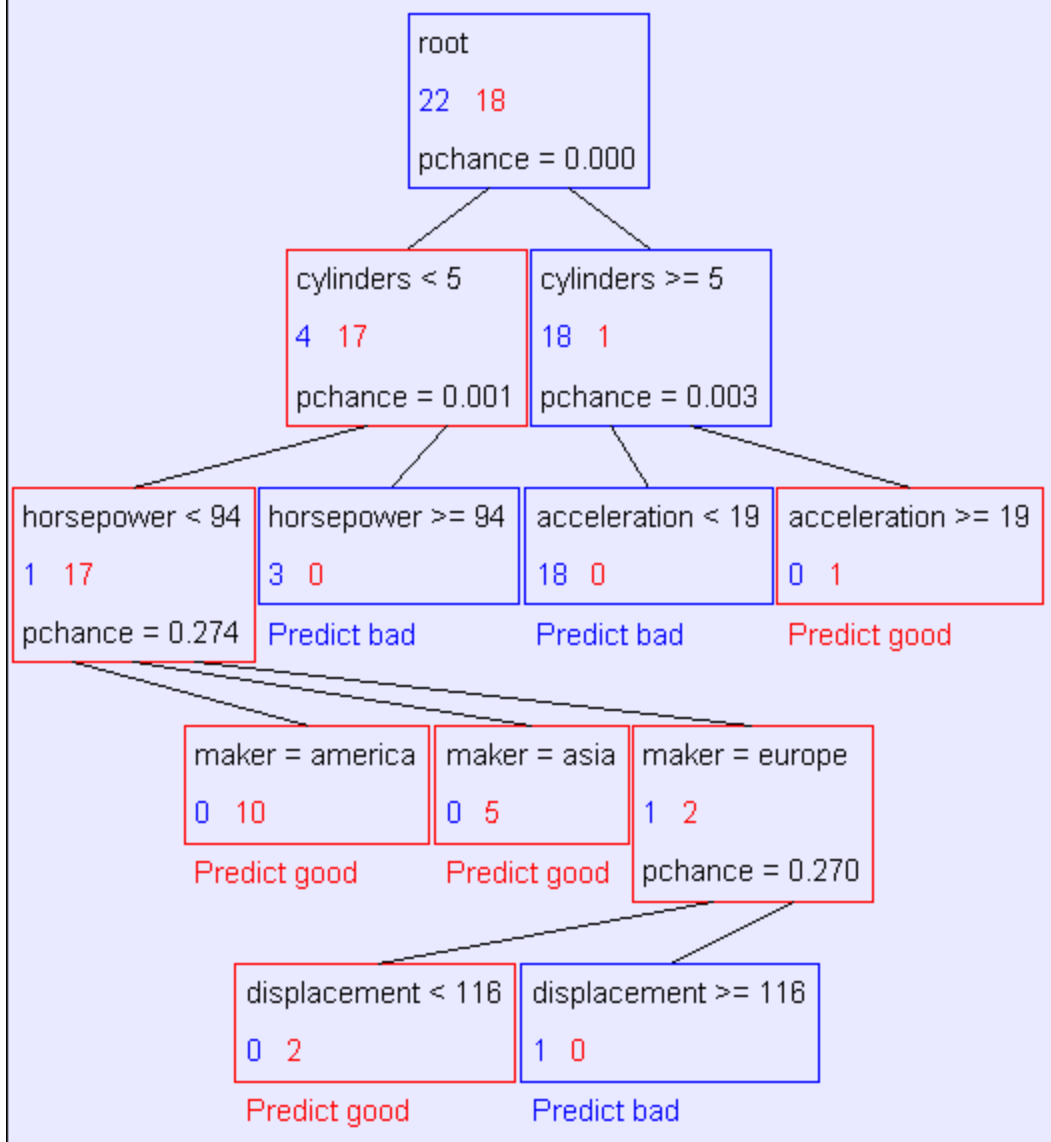 root
22 18
pchance = 0.000
cylinders < 5
4 17
pchance = 0.001
cylinders >= 5
18 1
pchance = 0.003
horsepower < 94
1 17
pchance = 0.274
horsepower >= 94
3 0
Predict bad
acceleration < 19
18 0
Predict bad
acceleration >= 19
0 1
Predict good
maker = america
0 10
Predict good
maker = asia
0 5
Predict good
maker = europe
1 2
pchance = 0.270
displacement < 116
0 2
Predict good
displacement >= 116
1 0
Predict bad